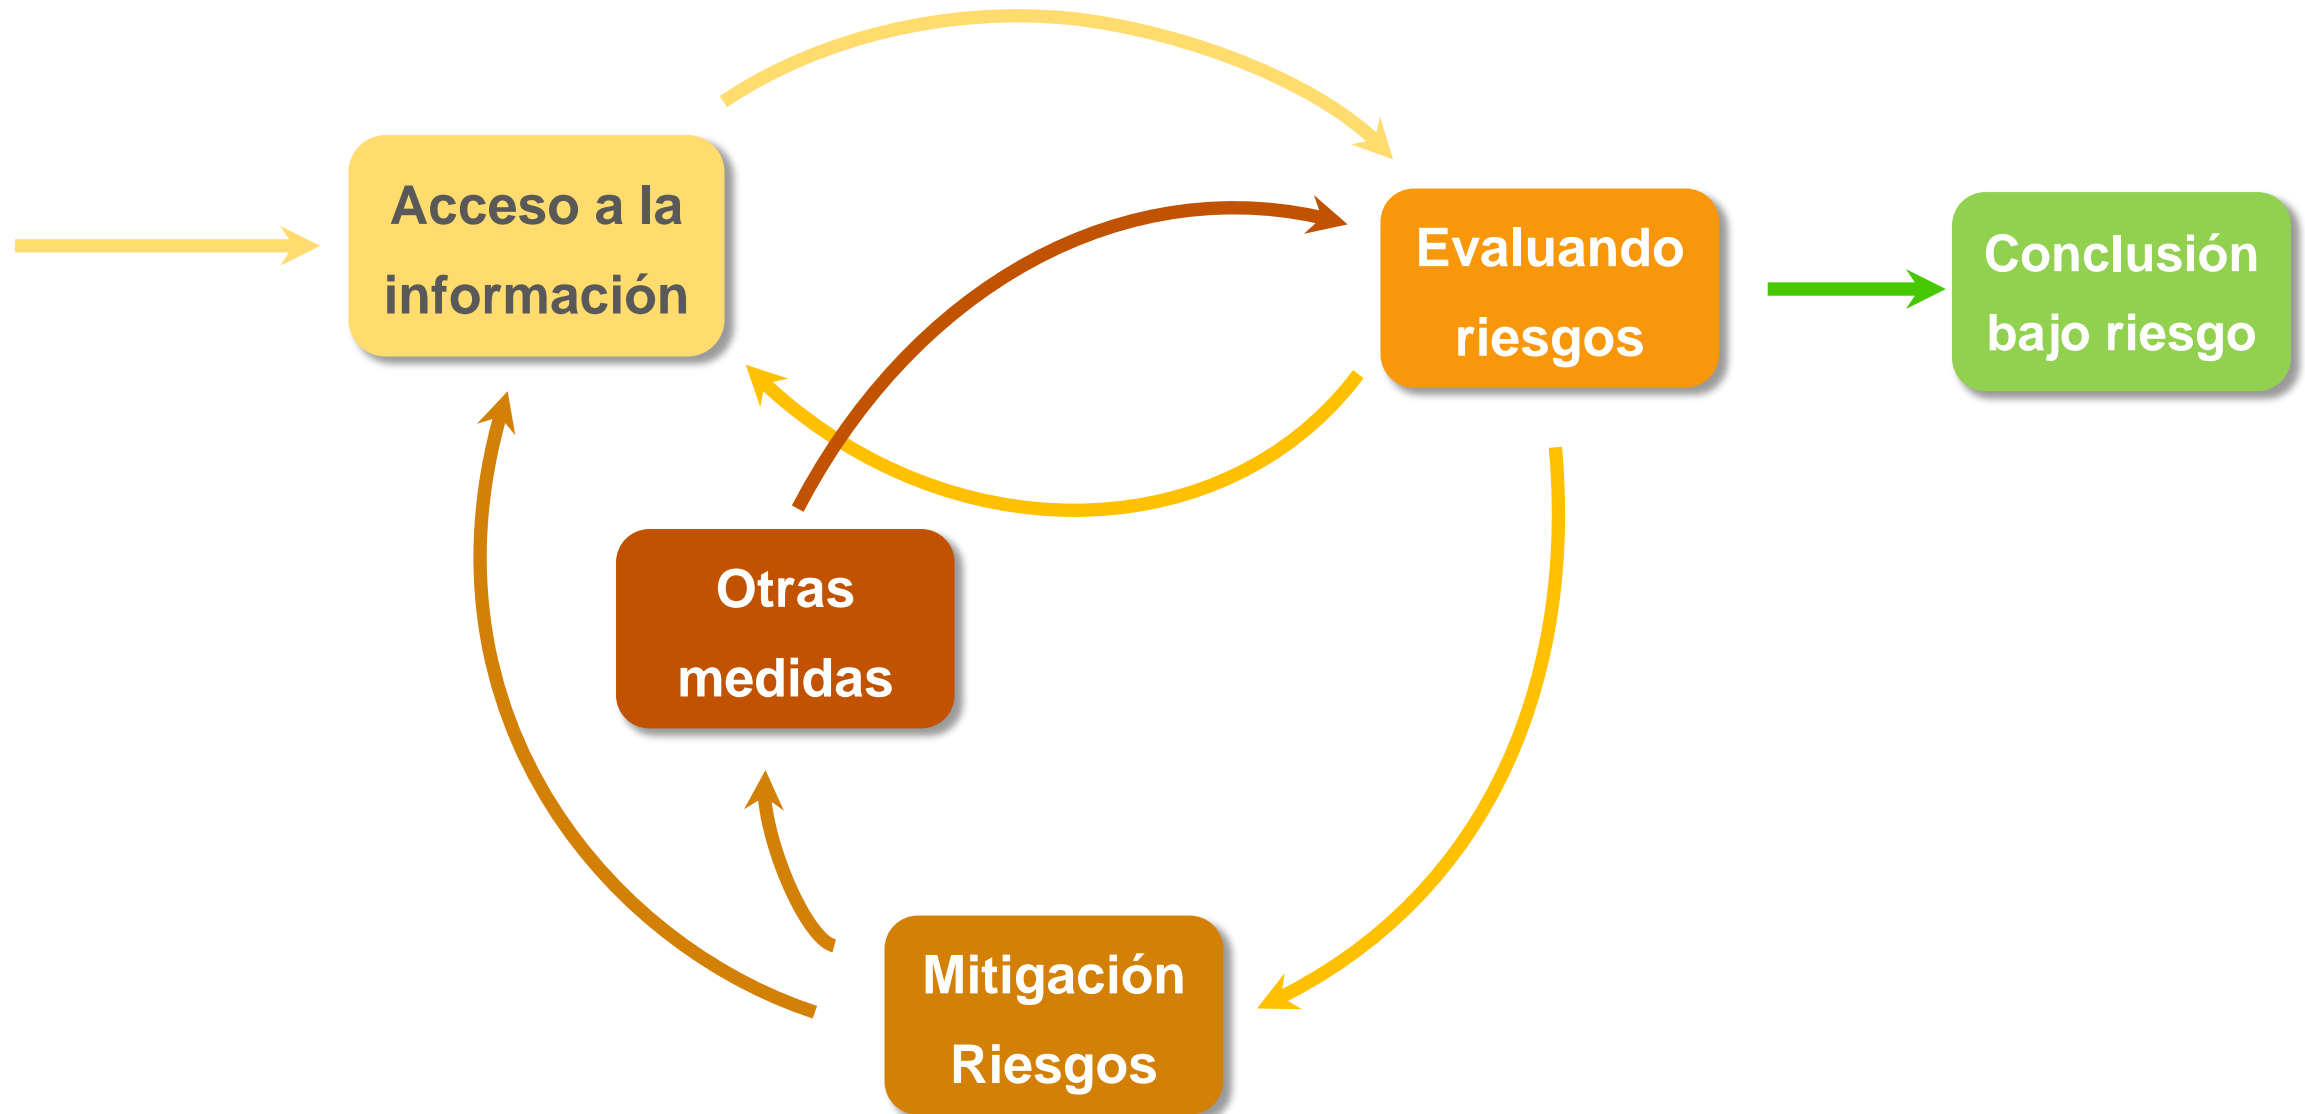 Acceso a la
información
Evaluando
riesgos
Conclusión
bajo riesgo
Otras
medidas
Mitigación
Riesgos